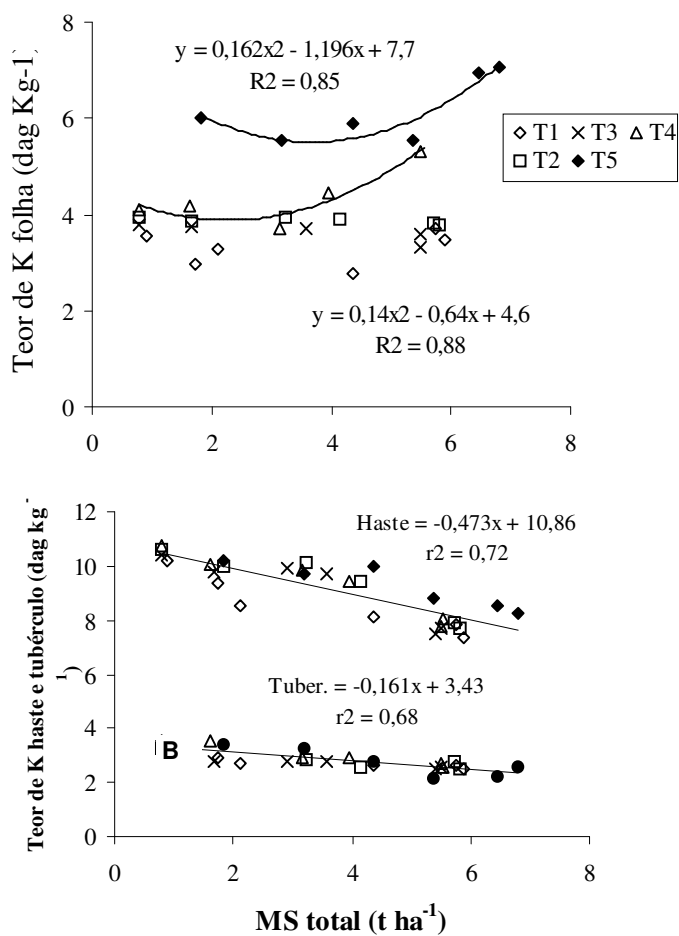 8
y = 0,162x2 - 1,196x + 7,7
R2 = 0,85
6
4
2
0
Teor de K folha (dag Kg-1)
T1 T3 T4
T2 T5
y = 0,14x2 - 0,64x + 4,6
R2 = 0,88
0 2 4 6 8
12
10
8
6
4
2
0
Teor de K haste e tubérculo (dag kg-1)
Haste = -0,473x + 10,86
r2 = 0,72
Tuber. = -0,161x + 3,43
r2 = 0,68
B
0 2 4 6 8
MS total (t ha-1)